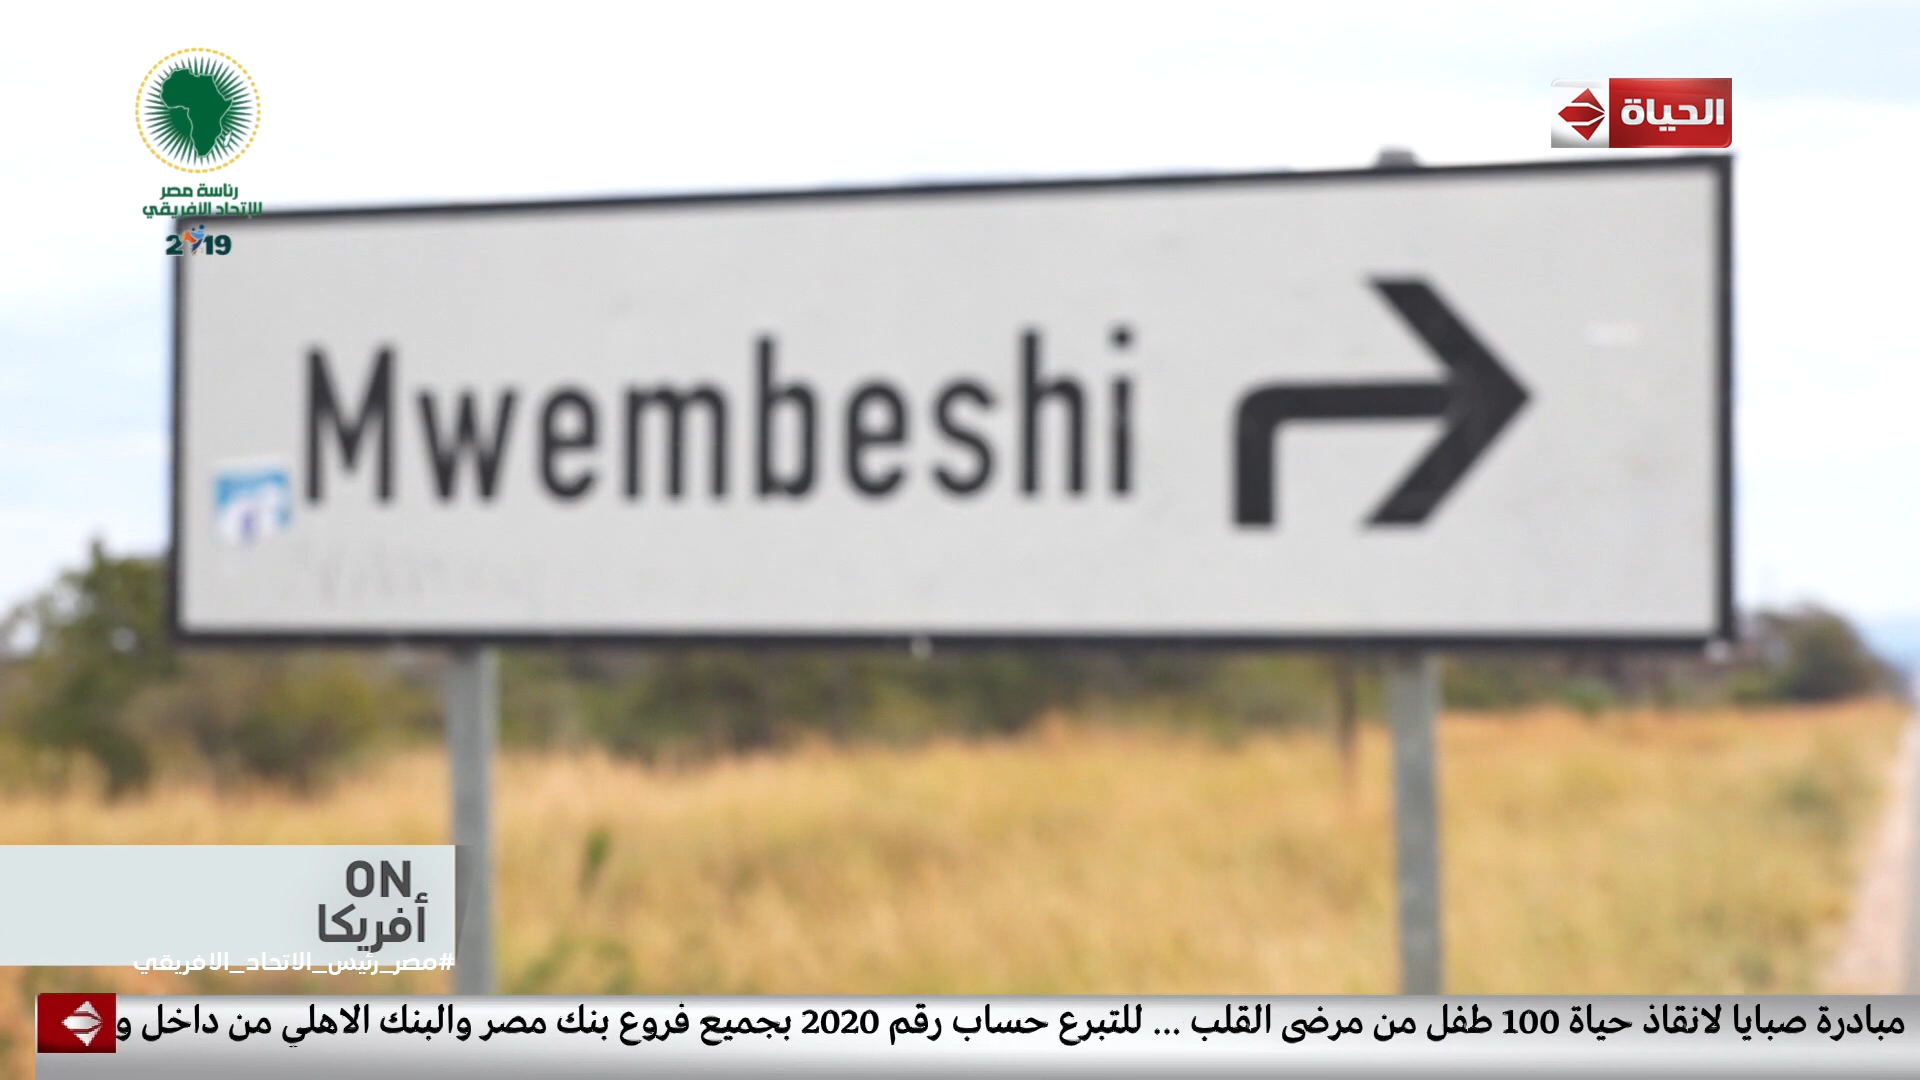 رئاسة مصر
للإتحاد الأفريقي
2019
الحياة
Mwembeshi
ON
أفريكا
#مصر_رئيس_الاتحاد_الافريقي
مبادرة صبايا لانقاذ حياة 100 طفل من مرضى القلب ... للتبرع حساب رقم 2020 بجميع فروع بنك مصر والبنك الاهلي من داخل و